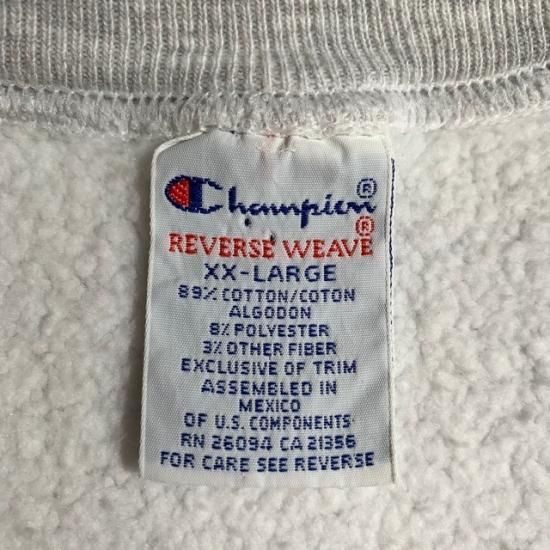 Champion®
REVERSE WEAVE®
XX-LARGE
89% COTTON/COTON
ALGODON
8% POLYESTER
3% OTHER FIBER
EXCLUSIVE OF TRIM
ASSEMBLED IN
MEXICO
OF U.S. COMPONENTS
RN 26094 CA 21356
FOR CARE SEE REVERSE